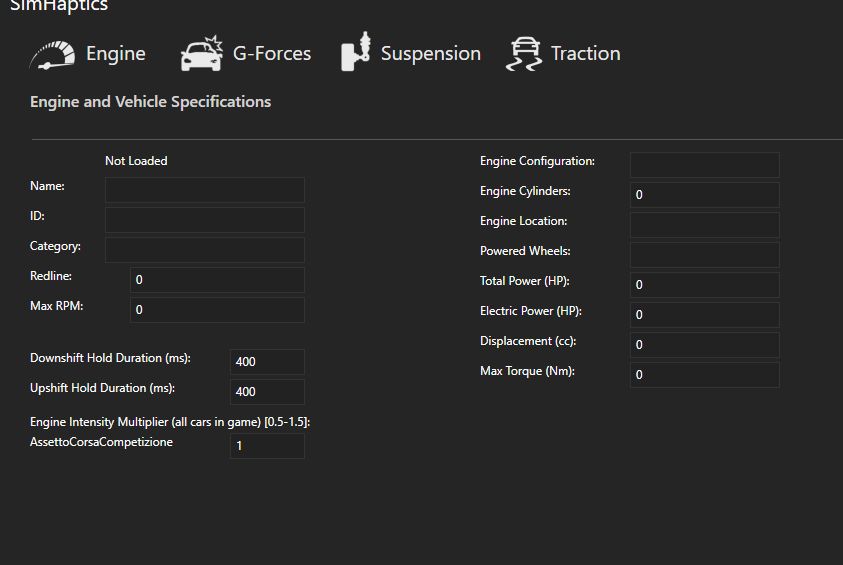 SimHaptics
Engine G-Forces Suspension Traction
Engine and Vehicle Specifications
Not Loaded
Name:
ID:
Category:
Redline: 0
Max RPM: 0
Downshift Hold Duration (ms): 400
Upshift Hold Duration (ms): 400
Engine Intensity Multiplier (all cars in game) [0.5-1.5]:
AssettoCorsaCompetizione 1
Engine Configuration:
Engine Cylinders: 0
Engine Location:
Powered Wheels:
Total Power (HP): 0
Electric Power (HP): 0
Displacement (cc): 0
Max Torque (Nm): 0